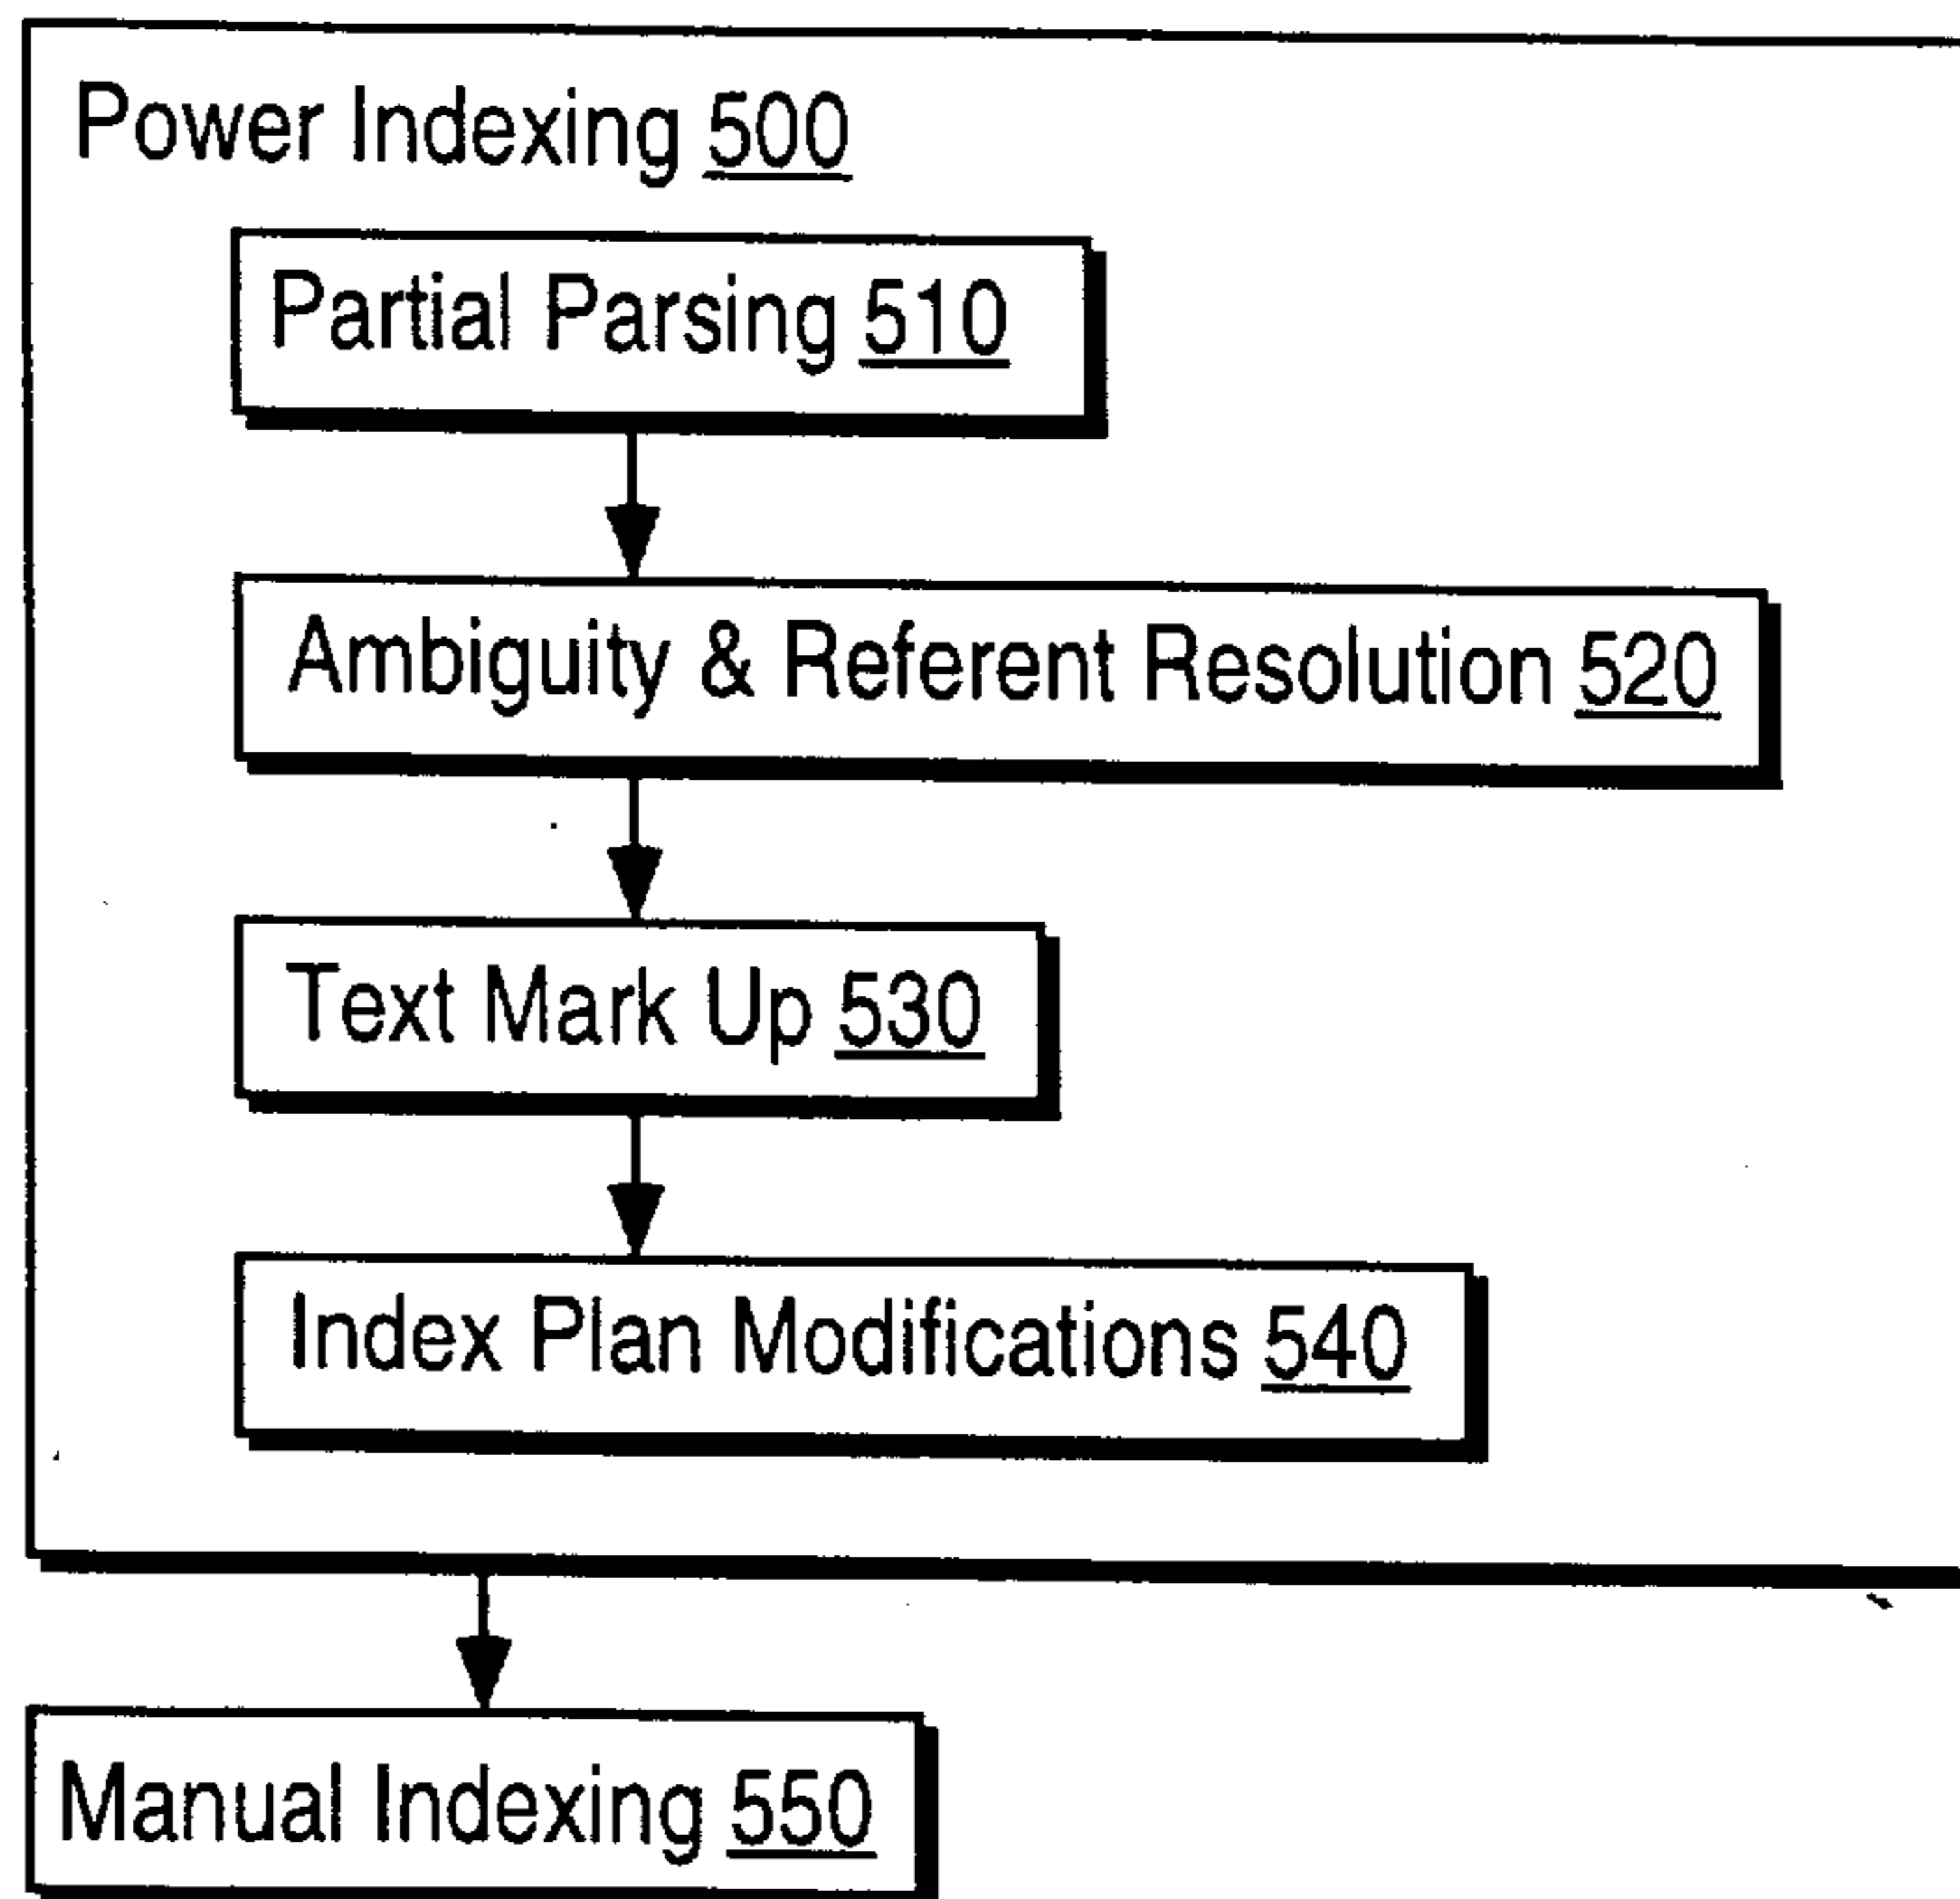 Power Indexing 500
Partial Parsing 510
Ambiguity & Referent Resolution 520
Text Mark Up 530
Index Plan Modifications 540
Manual Indexing 550